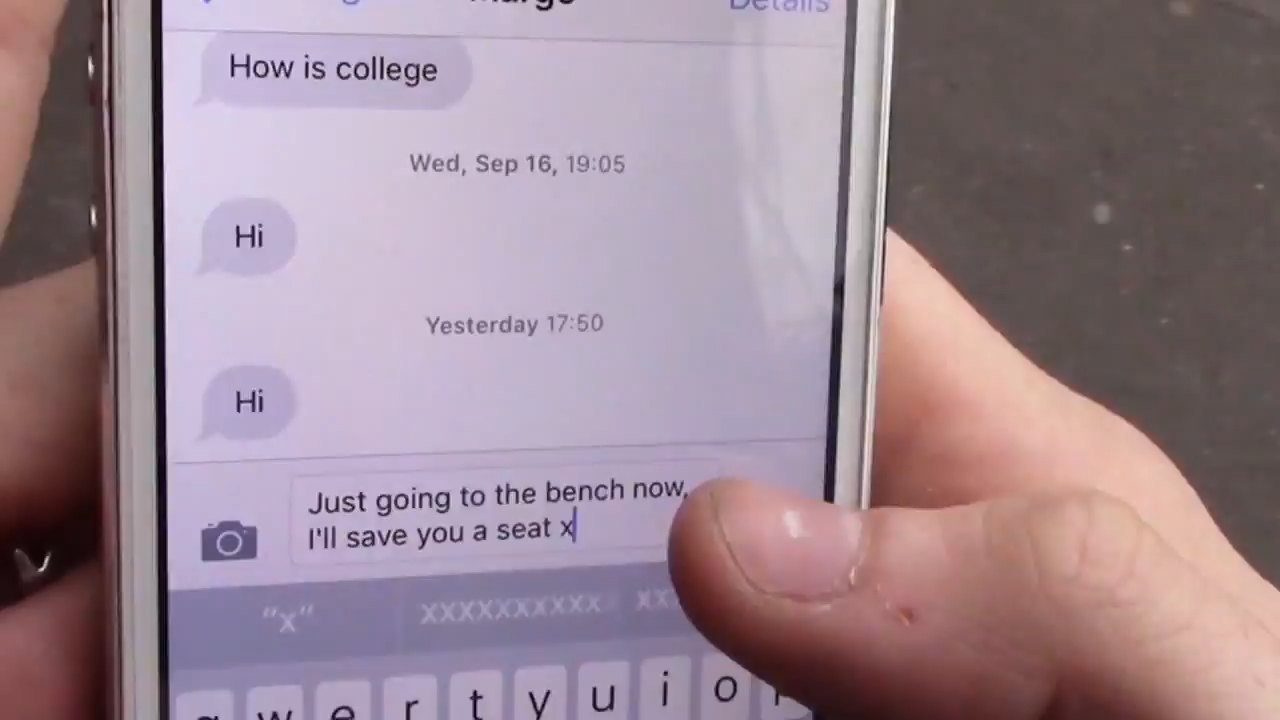 Details
How is college
Wed, Sep 16, 19:05
Hi
Yesterday 17:50
Hi
Just going to the bench now,
I'll save you a seat x
“x” xxxxxxxxxx
w e r t y u i o